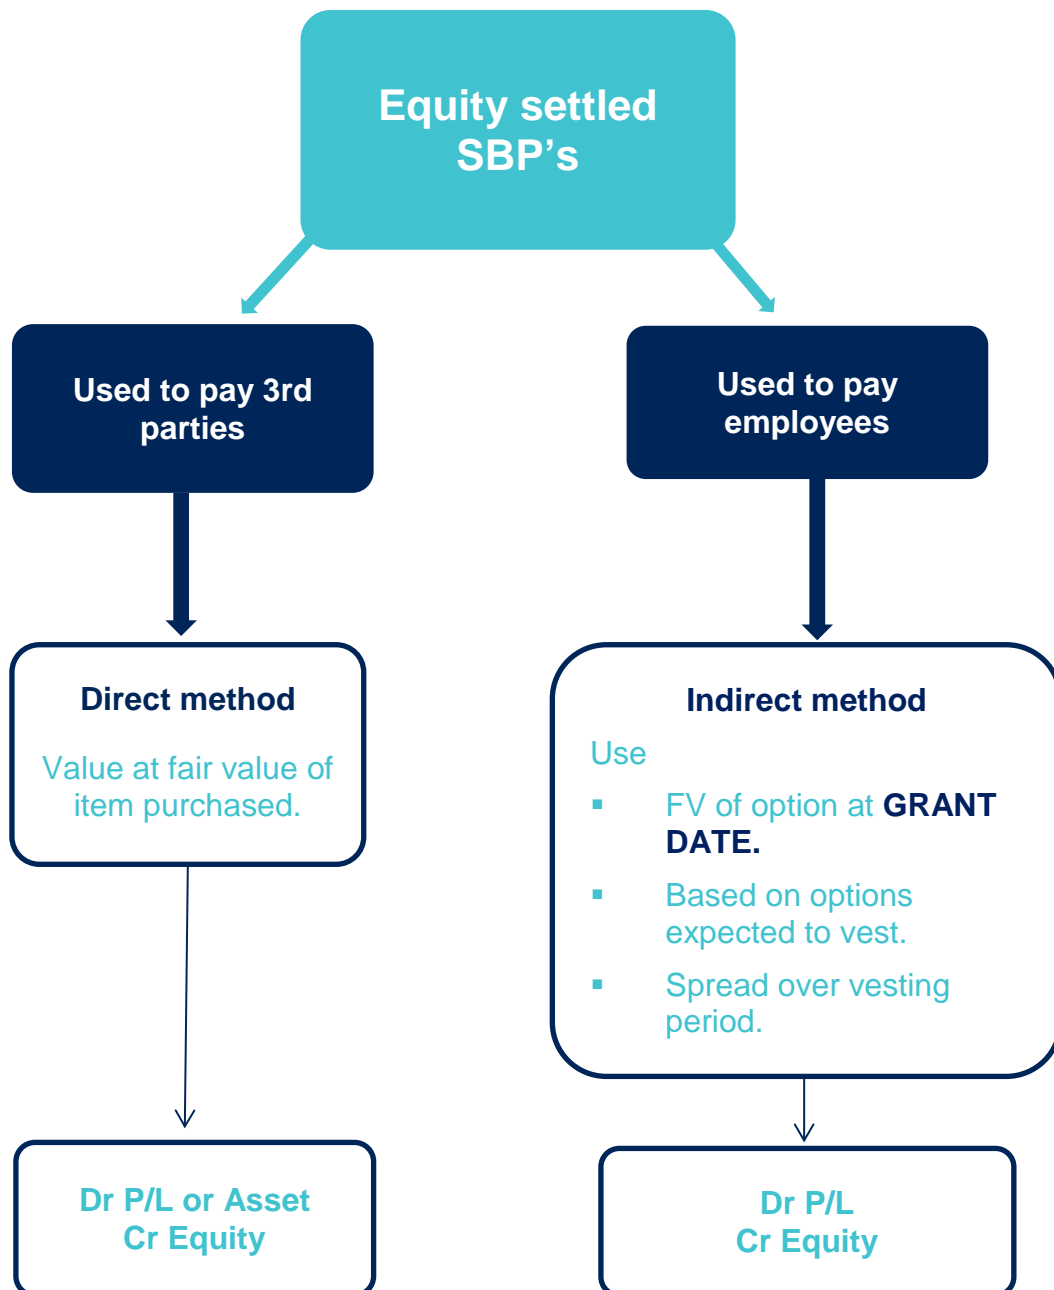 Equity settled
SBP’s
Used to pay 3rd
parties
Used to pay
employees
Direct method
Value at fair value of
item purchased.
Indirect method
Use
▪ FV of option at GRANT
DATE.
▪ Based on options
expected to vest.
▪ Spread over vesting
period.
Dr P/L or Asset
Cr Equity
Dr P/L
Cr Equity